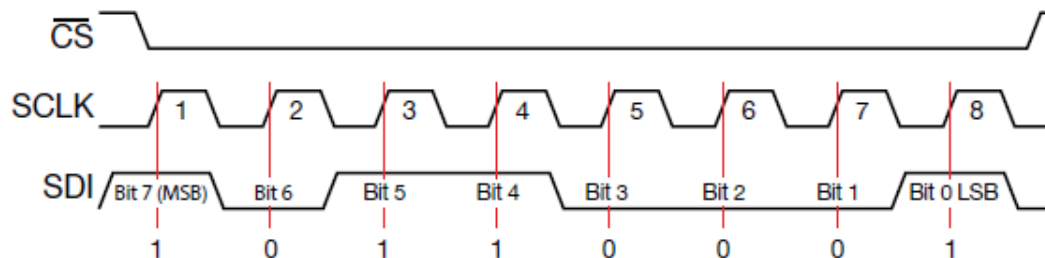 CS
SCLK 1 2 3 4 5 6 7 8
SDI Bit 7 (MSB) Bit 6 Bit 5 Bit 4 Bit 3 Bit 2 Bit 1 Bit 0 LSB
1 0 1 1 0 0 0 1